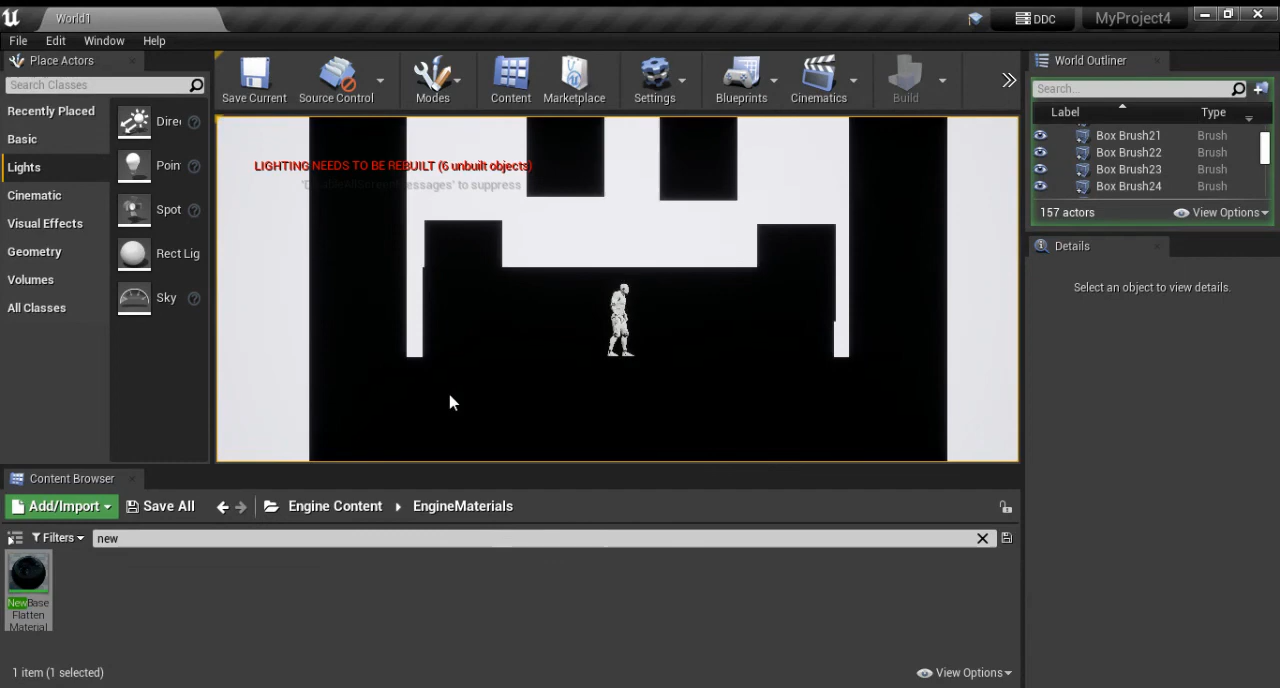 World1
DDC
MyProject4
File Edit Window Help
Place Actors
Search Classes
Recently Placed
Basic
Lights
Cinematic
Visual Effects
Geometry
Volumes
All Classes
Direc
Poin
Spot
Rect Lig
Sky
Save Current
Source Control
Modes
Content
Marketplace
Settings
Blueprints
Cinematics
Build
LIGHTING NEEDS TO BE REBUILT (6 unbuilt objects)
'DisableAllScreenMessages' to suppress
World Outliner
Search...
Label Type
Box Brush21 Brush
Box Brush22 Brush
Box Brush23 Brush
Box Brush24 Brush
157 actors
View Options
Details
Select an object to view details.
Content Browser
Add/Import
Save All
Engine Content
EngineMaterials
Filters
new
NewBase
Flatten
Material
1 item (1 selected)
View Options